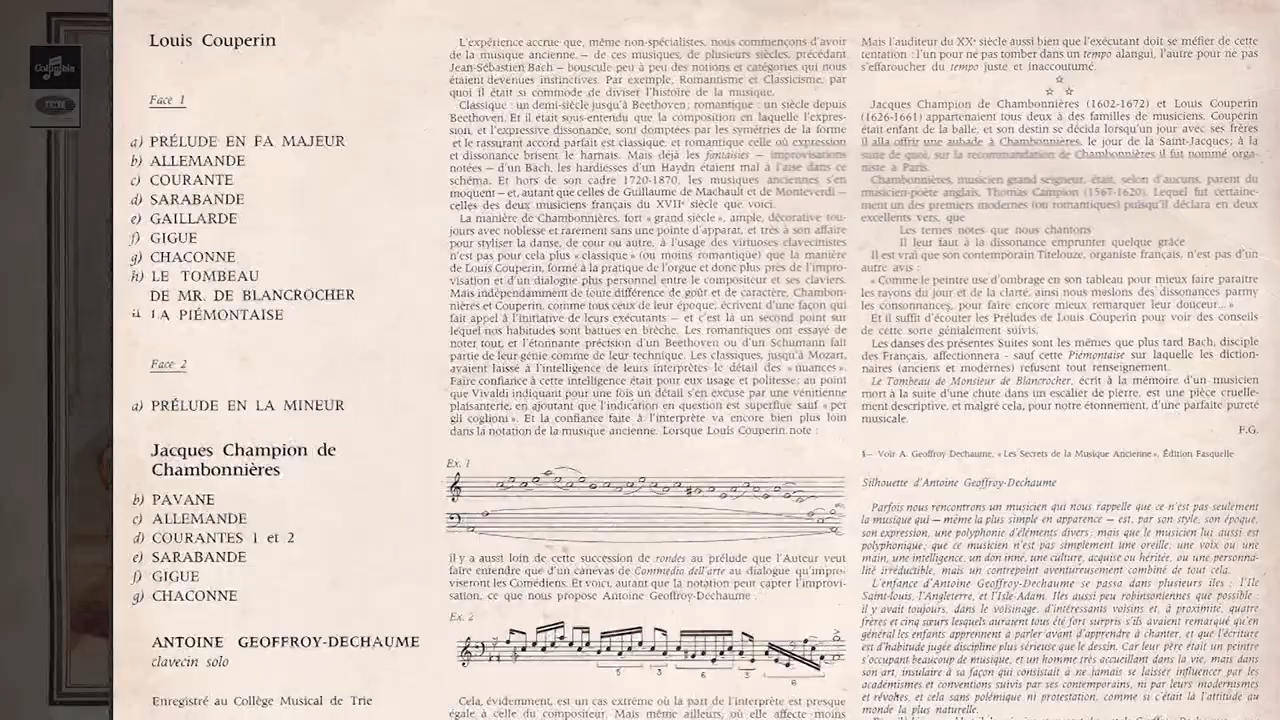 Columbia
Louis Couperin
Face 1
a) PRÉLUDE EN FA MAJEUR
b) ALLEMANDE
c) COURANTE
d) SARABANDE
e) GAILLARDE
f) GIGUE
g) CHACONNE
h) LE TOMBEAU
DE MR. DE BLANCROCHER
LA PIÉMONTAISE
Face 2
a) PRÉLUDE EN LA MINEUR
Jacques Champion de
Chambonnières
b) PAVANE
c) ALLEMANDE
d) COURANTES 1 et 2
e) SARABANDE
f) GIGUE
g) CHACONNE
ANTOINE GEOFFROY-DECHAUME
clavecin solo
Enregistré au Collège Musical de Trie
L'expérience accrue que, même non-spécialistes, nous commençons d'avoir
de la musique ancienne – de ces musiques, de plusieurs siècles, précédant
Jean-Sébastien Bach – bouscule peu à peu des notions et catégories qui nous
étaient devenues instinctives. Par exemple, Romantisme et Classicisme, par
quoi il était si commode de diviser l'histoire de la musique.
Classique : un demi-siècle jusqu'à Beethoven; romantique : un siècle depuis
Beethoven. Et il était sous-entendu que la composition en laquelle l'expres-
sion, et l'expressive dissonance, sont domptées par les symétries de la forme
et le rassurant accord parfait est classique, et romantique celle où expression
et dissonance brisent le harnais. Mais déjà les fantaisies – improvisations
notées – d'un Bach, les hardiesses d'un Haydn étaient mal à l'aise dans ce
schéma. Et hors de son cadre 1720-1870, les musiques anciennes s'en
moquent – et, autant que celles de Guillaume de Machault et de Monteverdi –
celles des deux musiciens français du XVIIe siècle que voici.
La manière de Chambonnières, fort « grand siècle », ample, décorative tou-
jours avec noblesse et rarement sans une pointe d'apparat, et très à son affaire
pour styliser la danse, de cour ou autre, à l'usage des virtuoses clavecinistes
n'est pas pour cela plus « classique » (ou moins romantique) que la manière
de Louis Couperin, formé à la pratique de l'orgue et donc plus près de l'impro-
visation et d'un dialogue plus personnel entre le compositeur et ses claviers.
Mais indépendamment de toute différence de goût et de caractère, Chambon-
nières et Couperin, comme tous ceux de leur époque, écrivent d'une façon qui
fait appel à l'initiative de leurs exécutants – et c'est là un second point sur
lequel nos habitudes sont battues en brèche. Les romantiques ont essayé de
noter tout, et l'étonnante précision d'un Beethoven ou d'un Schumann fait
partie de leur génie comme de leur technique. Les classiques, jusqu'à Mozart,
avaient laissé à l'intelligence de leurs interprètes le détail des « nuances ».
Faire confiance à cette intelligence était pour eux usage et politesse; au point
que Vivaldi indiquant pour une fois un détail s'en excuse par une vénitienne
plaisanterie, en ajoutant que l'indication en question est superflue sauf « per
gli coglioni ». Et la confiance faite à l'interprète va encore bien plus loin
dans la notation de la musique ancienne. Lorsque Louis Couperin note :
Ex. 1
il y a aussi loin de cette succession de rondes au prélude que l'Auteur veut
faire entendre que d'un canevas de Commedia dell'arte au dialogue qu'impro-
viseront les Comédiens. Et voici, autant que la notation peut capter l'improvi-
sation, ce que nous propose Antoine Geoffroy-Dechaume :
Ex. 2
5 3 6 3 6
Cela, évidemment, est un cas extrême où la part de l'interprète est presque
égale à celle du compositeur. Mais même ailleurs, où elle affecte moins
Mais l'auditeur du XXe siècle aussi bien que l'exécutant doit se méfier de cette
tentation : l'un pour ne pas tomber dans un tempo alangui, l'autre pour ne pas
s'effaroucher du tempo juste et inaccoutumé.
Jacques Champion de Chambonnières (1602-1672) et Louis Couperin
(1626-1661) appartenaient tous deux à des familles de musiciens. Couperin
était enfant de la balle, et son destin se décida lorsqu'un jour avec ses frères
il alla offrir une aubade à Chambonnières, le jour de la Saint-Jacques; à la
suite de quoi, sur la recommandation de Chambonnières il fut nommé orga-
niste à Paris.
Chambonnières, musicien grand seigneur, était, selon d'aucuns, parent du
musicien-poète anglais, Thomas Campion (1567-1620). Lequel fut certaine-
ment un des premiers modernes (ou romantiques) puisqu'il déclara en deux
excellents vers, que
Les ternes notes que nous chantons
Il leur faut à la dissonance emprunter quelque grâce
Il est vrai que son contemporain Titelouze, organiste français, n'est pas d'un
autre avis :
« Comme le peintre use d'ombrage en son tableau pour mieux faire paraître
les rayons du jour et de la clarté, ainsi nous meslons des dissonances parmy
les consonnances, pour faire encore mieux remarquer leur douceur... »
Et il suffit d'écouter les Préludes de Louis Couperin pour voir des conseils
de cette sorte génialement suivis.
Les danses des présentes Suites sont les mêmes que plus tard Bach, disciple
des Français, affectionnera - sauf cette Piémontaise sur laquelle les diction-
naires (anciens et modernes) refusent tout renseignement.
Le Tombeau de Monsieur de Blancrocher, écrit à la mémoire d'un musicien
mort à la suite d'une chute dans un escalier de pierre, est une pièce cruelle-
ment descriptive, et malgré cela, pour notre étonnement, d'une parfaite pureté
musicale.
F.G.
1– Voir A. Geoffroy Dechaume, « Les Secrets de la Musique Ancienne », Édition Fasquelle
Silhouette d'Antoine Geoffroy-Dechaume
Parfois nous rencontrons un musicien qui nous rappelle que ce n'est pas seulement
la musique qui – même la plus simple en apparence – est, par son style, son époque,
son expression, une polyphonie d'éléments divers; mais que le musicien lui aussi est
polyphonique; que ce musicien n'est pas simplement une oreille, une voix ou une
main, une intelligence, un don inné, une culture, acquise ou héritée, ou une personna-
lité irréductible, mais un contrepoint aventureusement combiné de tout cela.
L'enfance d'Antoine Geoffroy-Dechaume se passa dans plusieurs îles : l'Ile
Saint-louis, l'Angleterre, et l'Isle-Adam. Iles aussi peu robinsoniennes que possible :
il y avait toujours, dans le voisinage, d'intéressants voisins et, à proximité, quatre
frères et cinq sœurs lesquels auraient tous été fort surpris s'ils avaient remarqué qu'en
général les enfants apprennent à parler avant d'apprendre à chanter, et que l'écriture
est d'habitude jugée discipline plus sérieuse que le dessin. Car leur père était un peintre
s'occupant beaucoup de musique, et un homme très accueillant dans la vie, mais dans
son art, insulaire à sa façon qui consistait à ne jamais se laisser influencer par les
académismes et conventions suivis par ses contemporains, ni par leurs modernismes
et révoltes, et cela sans polémique ni protestation, comme si c'était là l'attitude au
monde la plus naturelle.